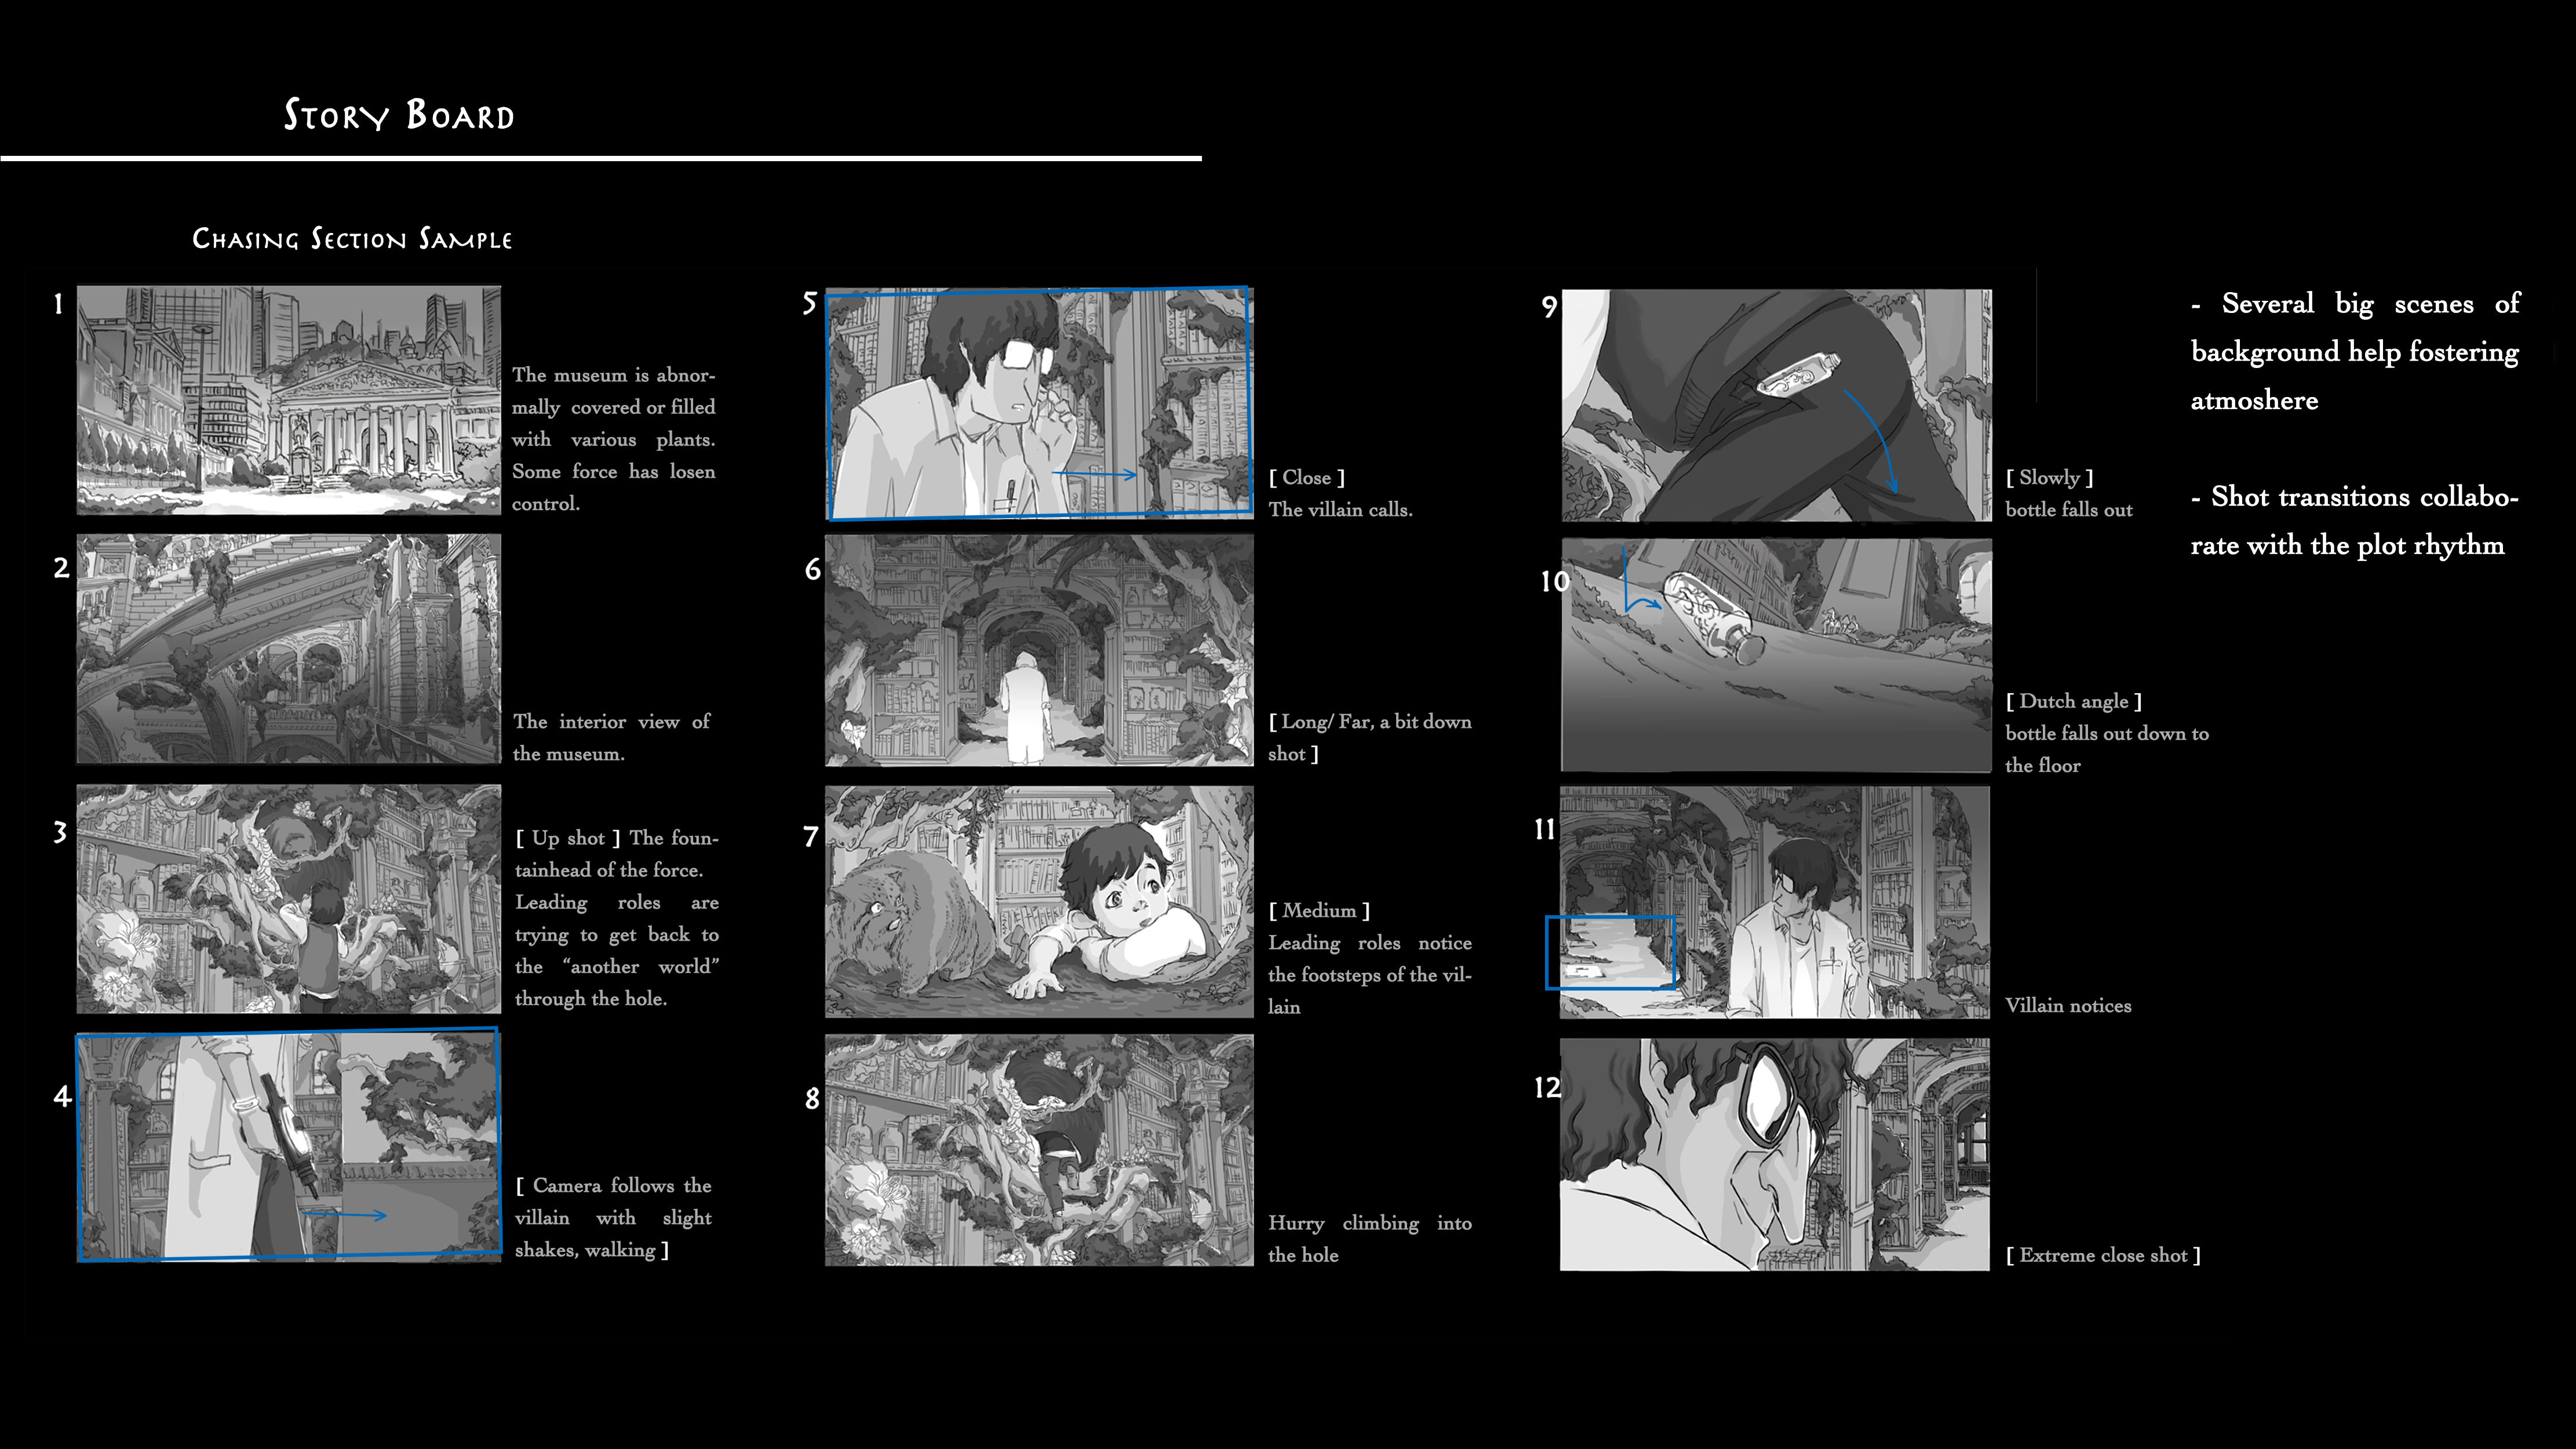 Story Board
Chasing Section Sample
1
The museum is abnor-
mally covered or filled
with various plants.
Some force has losen
control.
2
The interior view of
the museum.
3
[ Up shot ] The foun-
tainhead of the force.
Leading roles are
trying to get back to
the “another world”
through the hole.
4
[ Camera follows the
villain with slight
shakes, walking ]
5
[ Close ]
The villain calls.
6
[ Long/ Far, a bit down
shot ]
7
[ Medium ]
Leading roles notice
the footsteps of the vil-
lain
8
Hurry climbing into
the hole
9
[ Slowly ]
bottle falls out
10
[ Dutch angle ]
bottle falls out down to
the floor
11
Villain notices
12
[ Extreme close shot ]
- Several big scenes of
background help fostering
atmoshere
- Shot transitions collabo-
rate with the plot rhythm